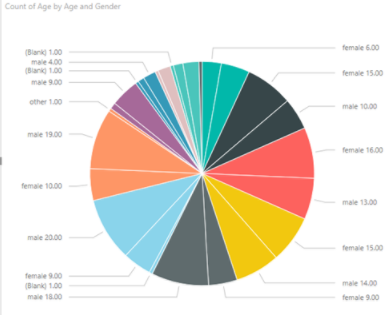 Count of Age by Age and Gender
(Blank) 1.00
male 4.00
(Blank) 1.00
male 9.00
other 1.00
male 19.00
female 10.00
male 20.00
female 9.00
(Blank) 1.00
male 18.00
female 6.00
female 15.00
male 10.00
female 16.00
male 13.00
female 15.00
male 14.00
female 9.00